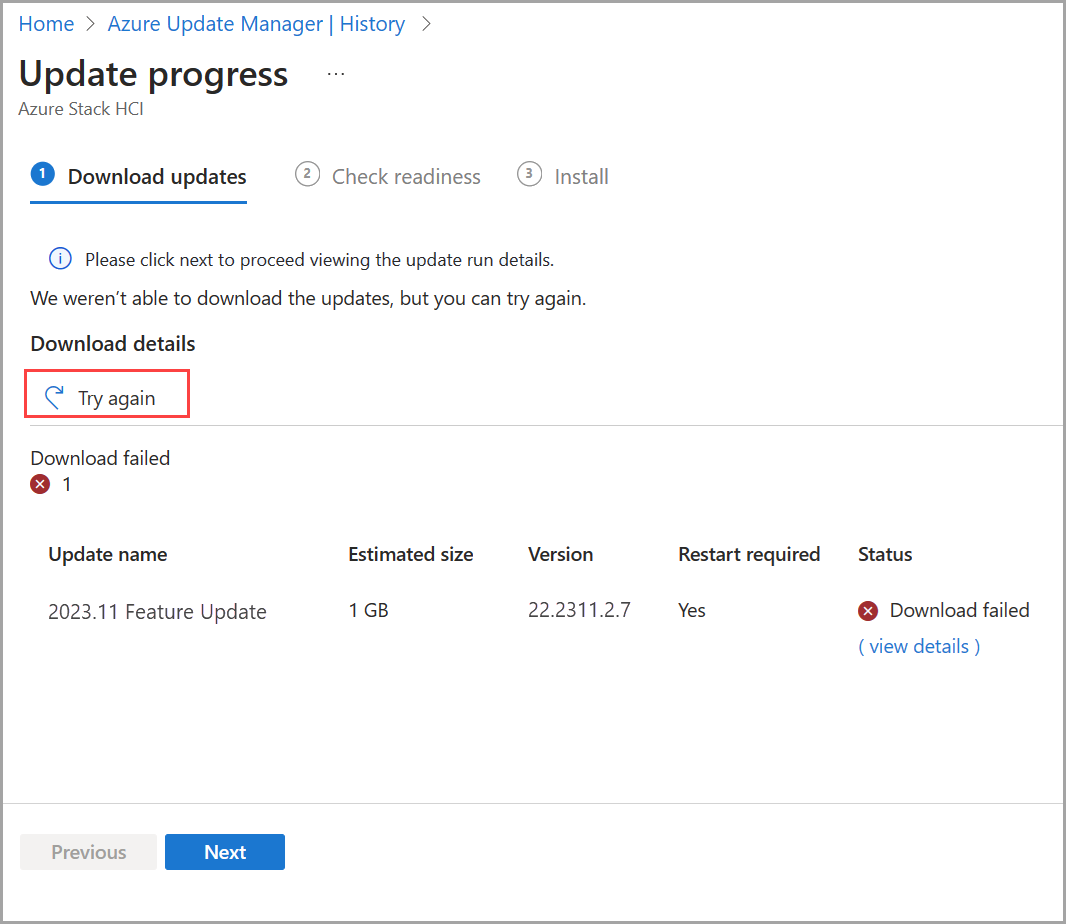 Home > Azure Update Manager | History >
Update progress ...
Azure Stack HCI
1 Download updates 2 Check readiness 3 Install
i Please click next to proceed viewing the update run details.
We weren't able to download the updates, but you can try again.
Download details
Try again
Download failed
1
Update name Estimated size Version Restart required Status
2023.11 Feature Update 1 GB 22.2311.2.7 Yes Download failed
( view details )
Previous Next